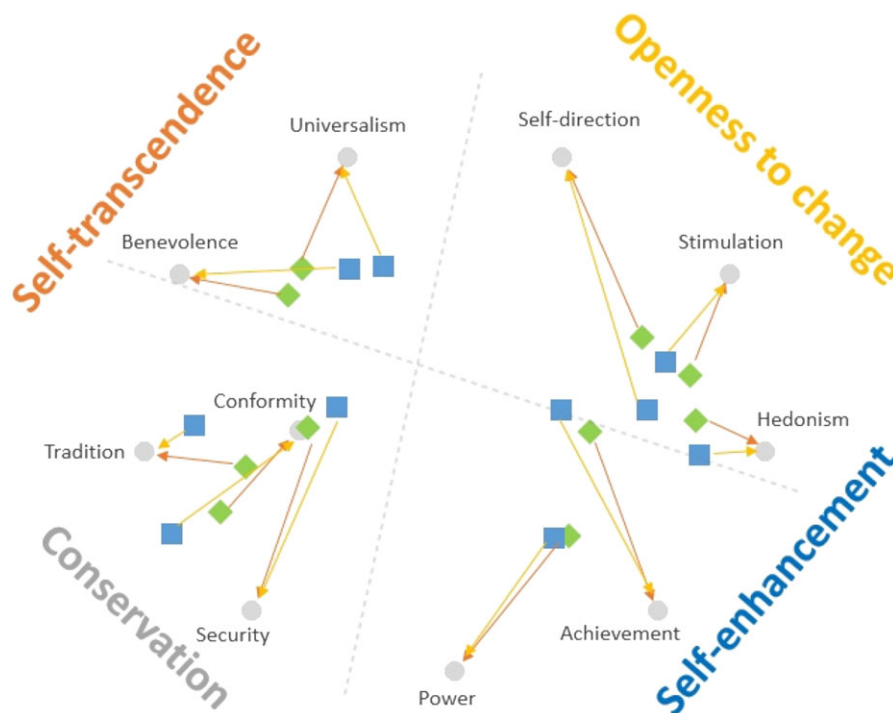 Self-transcendence
Openness to change
Universalism
Self-direction
Benevolence
Stimulation
Conformity
Hedonism
Tradition
Conservation
Security
Achievement
Power
Self-enhancement